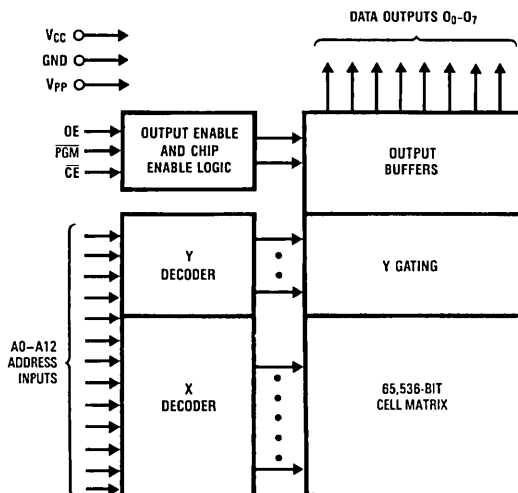 DATA OUTPUTS O0-O7
VCC
GND
VPP
OE
PGM
CE
OUTPUT ENABLE
AND CHIP
ENABLE LOGIC
OUTPUT
BUFFERS
Y
DECODER
Y GATING
A0–A12
ADDRESS
INPUTS
X
DECODER
65,536-BIT
CELL MATRIX